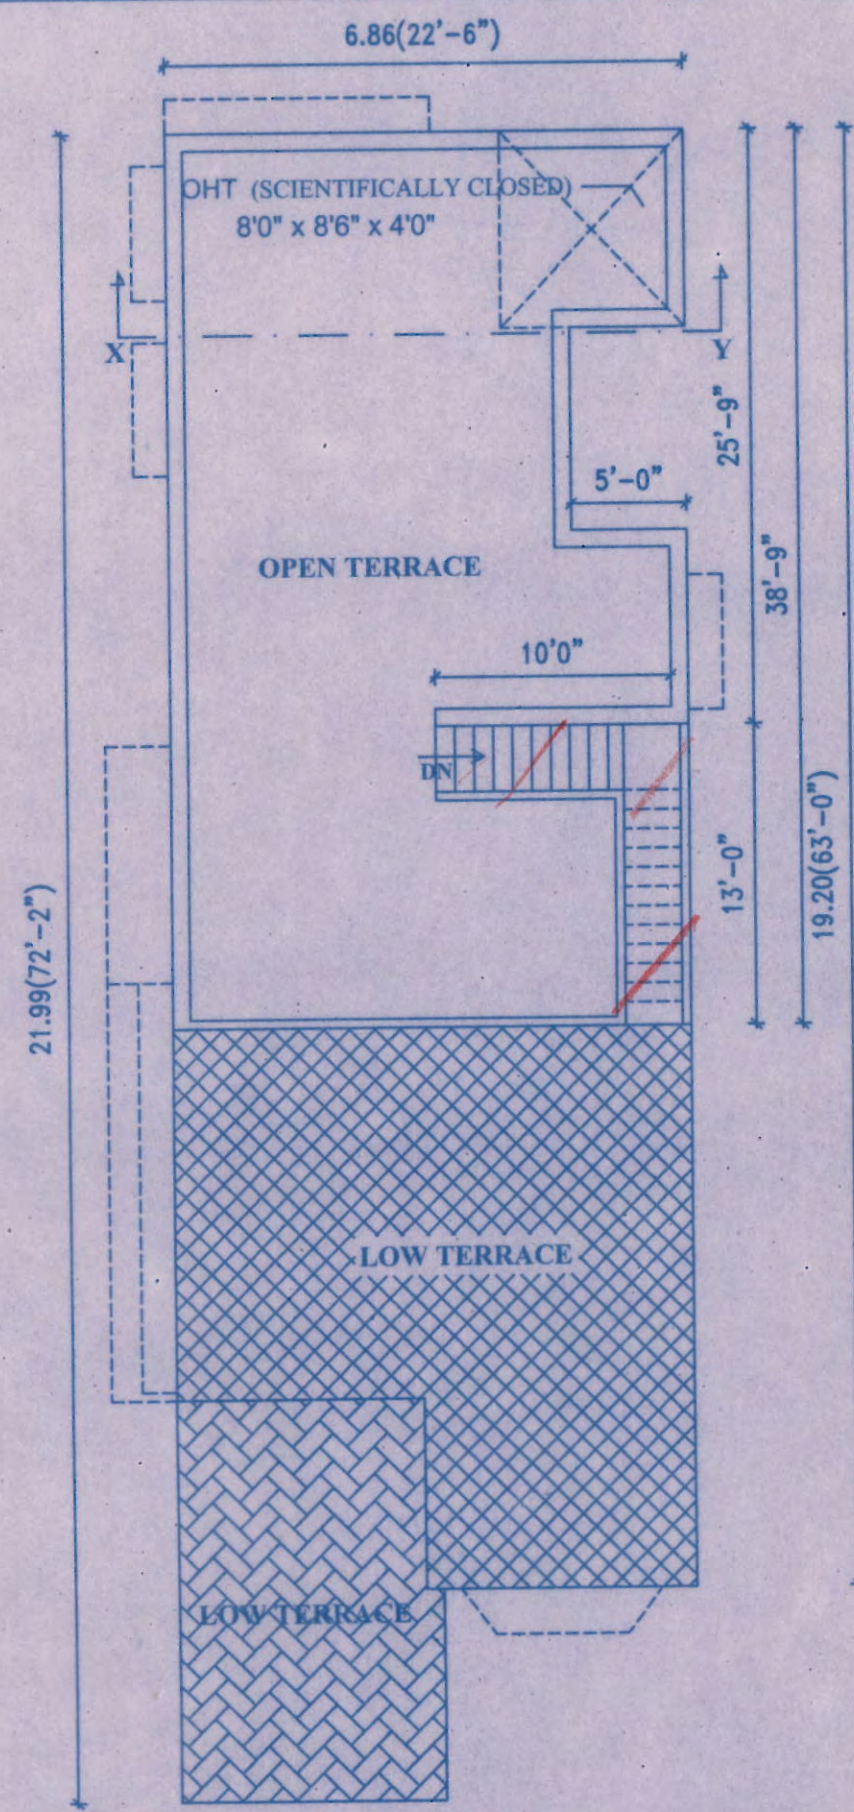 6.86(22'-6")
OHT (SCIENTIFICALLY CLOSED)
8'0" x 8'6" x 4'0"
X
Y
25'-9"
5'-0"
OPEN TERRACE
38'-9"
10'0"
DN
13'-0"
19.20(63'-0")
21.99(72'-2")
LOW TERRACE
LOW TERRACE